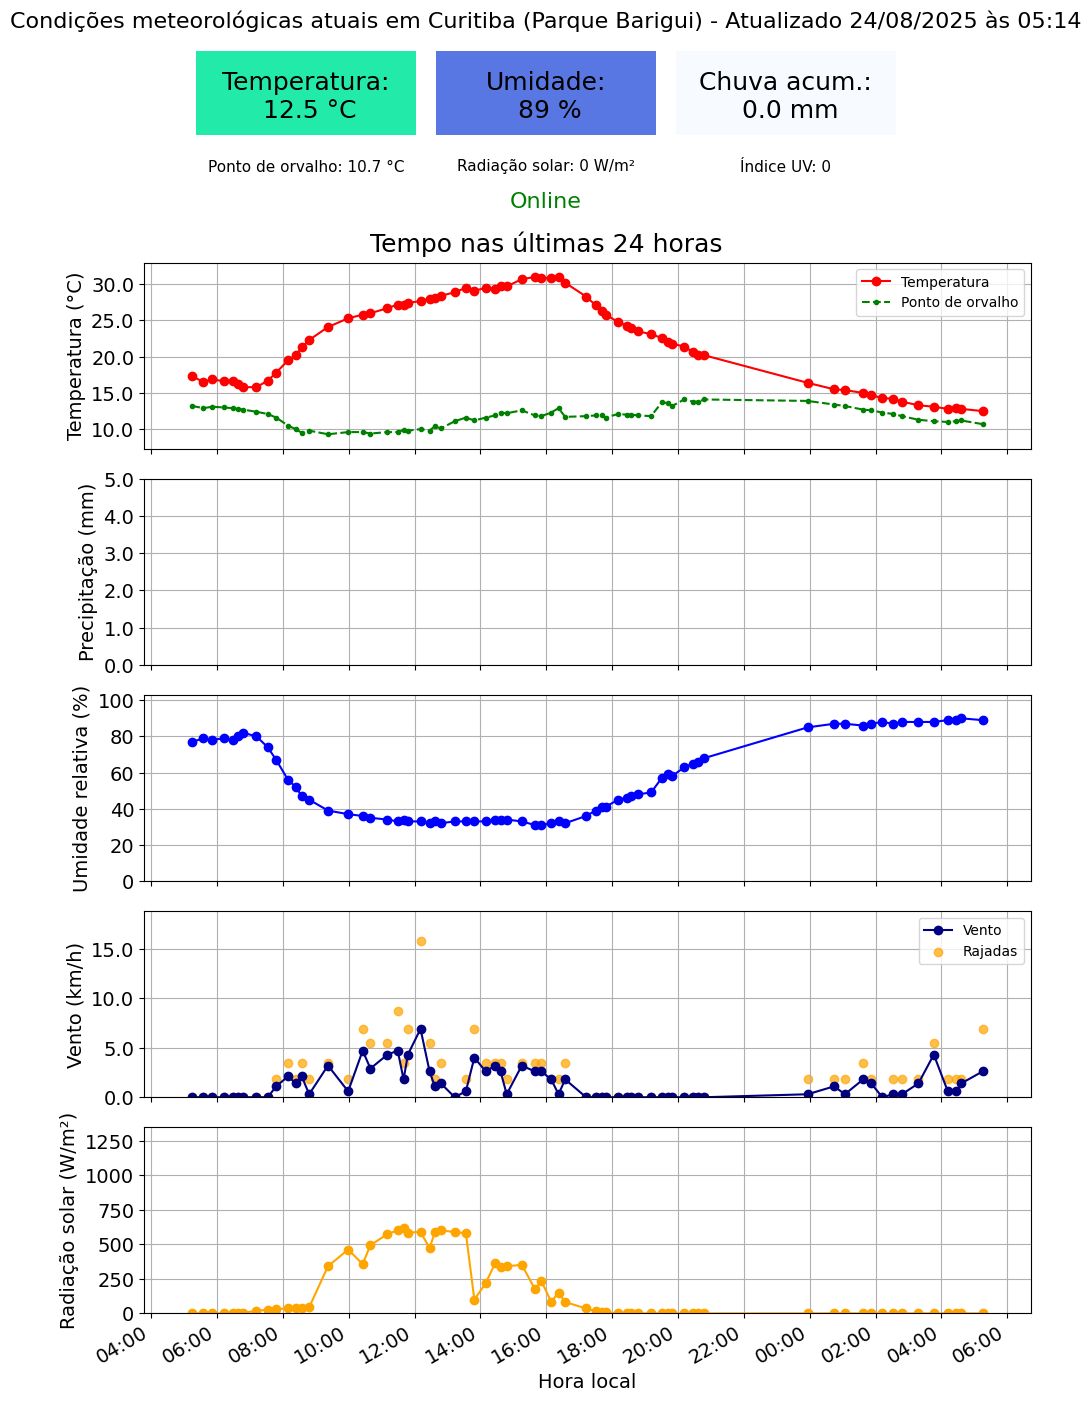 Condições meteorológicas atuais em Curitiba (Parque Barigui) - Atualizado 24/08/2025 às 05:14
Temperatura:
12.5 °C
Umidade:
89 %
Chuva acum.:
0.0 mm
Ponto de orvalho: 10.7 °C
Radiação solar: 0 W/m²
Índice UV: 0
Online
Tempo nas últimas 24 horas
Temperatura (°C)
30.0
25.0
20.0
15.0
10.0
Temperatura
Ponto de orvalho
Precipitação (mm)
5.0
4.0
3.0
2.0
1.0
0.0
Umidade relativa (%)
100
80
60
40
20
0
Vento (km/h)
15.0
10.0
5.0
0.0
Vento
Rajadas
Radiação solar (W/m²)
1250
1000
750
500
250
0
04:00
06:00
08:00
10:00
12:00
14:00
16:00
18:00
20:00
22:00
00:00
02:00
04:00
06:00
Hora local